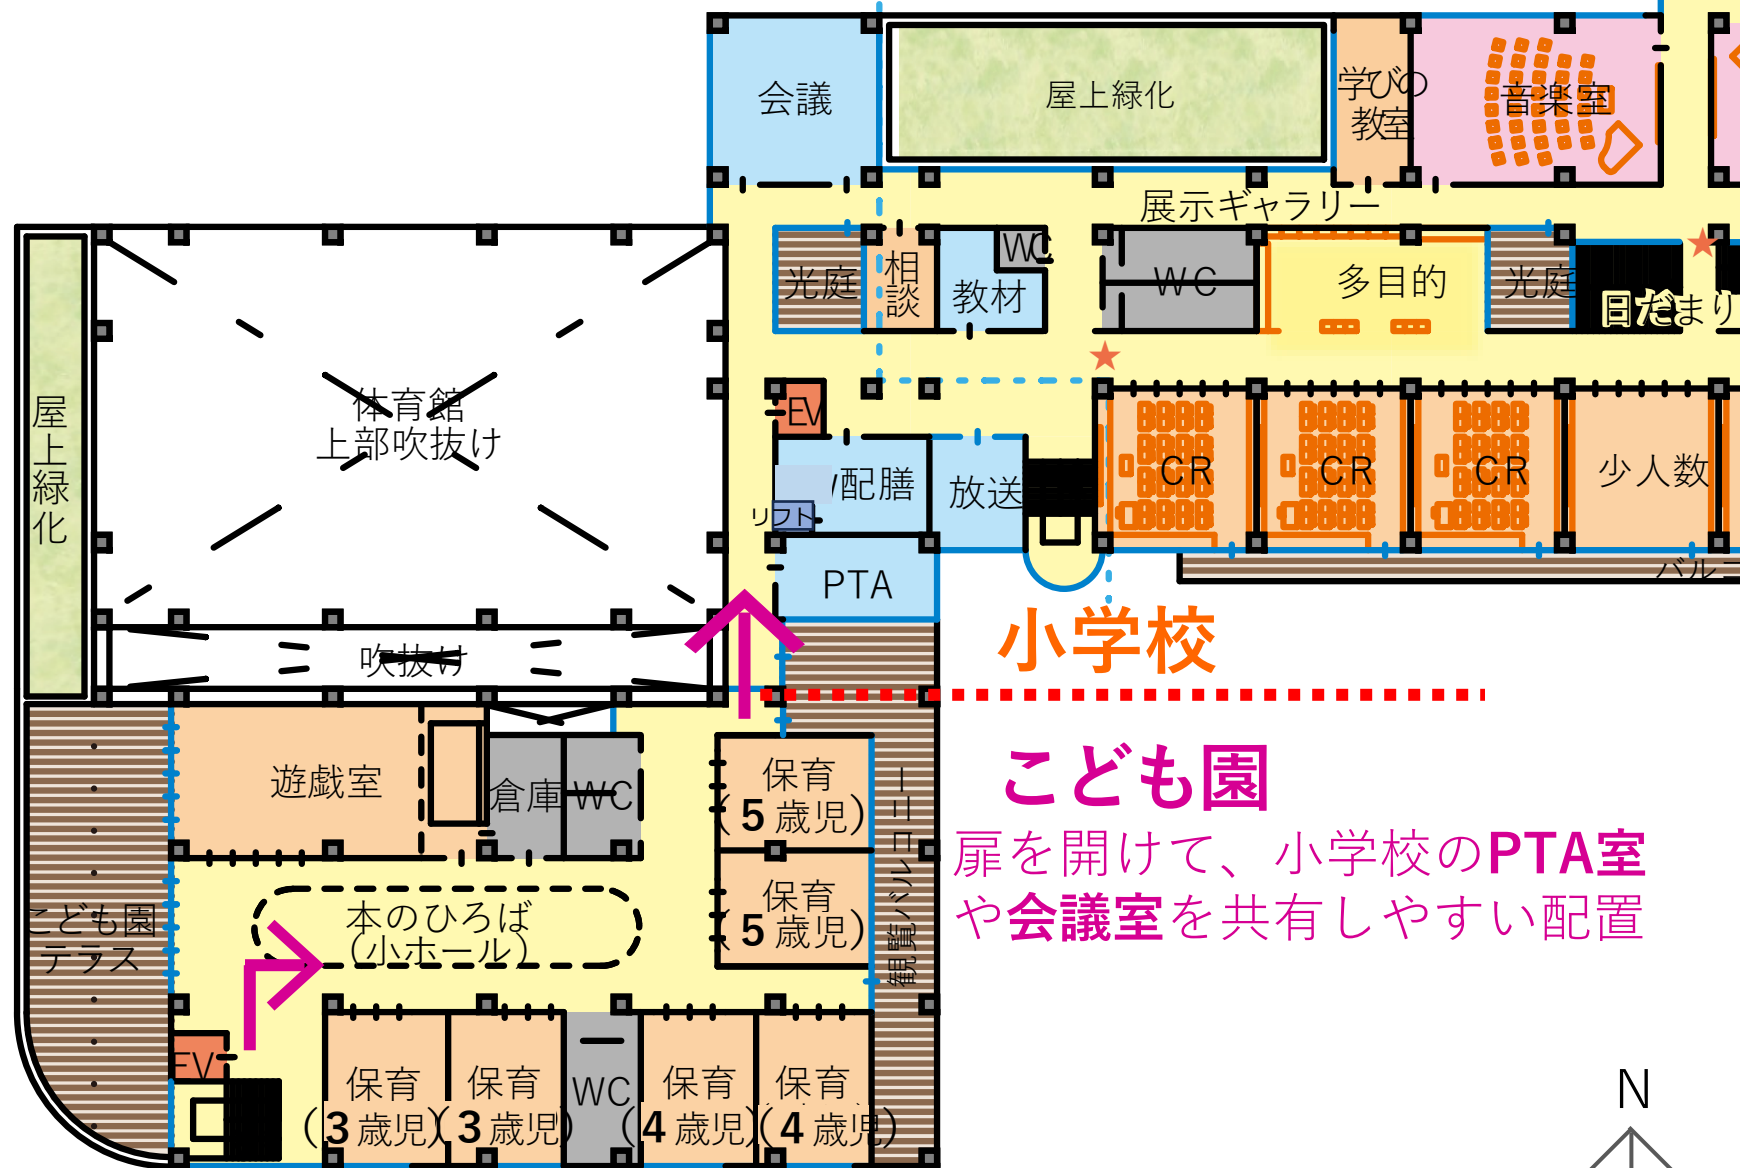 会議
屋上緑化
学びの
教室
音楽室
展示ギャラリー
光庭
相談
教材
WC
WC
多目的
光庭
日だまり
屋上緑化
体育館
上部吹抜け
EV
配膳
リフト
放送
CR
CR
CR
少人数
バルコ
PTA
吹抜け
小学校
こども園
扉を開けて、小学校のPTA室
や会議室を共有しやすい配置
遊戯室
倉庫
WC
保育
（5歳児）
保育
（5歳児）
観覧バルコニー
こども園
テラス
本のひろば
（小ホール）
EV
保育
（3歳児）
保育
（3歳児）
WC
保育
（4歳児）
保育
（4歳児）
N